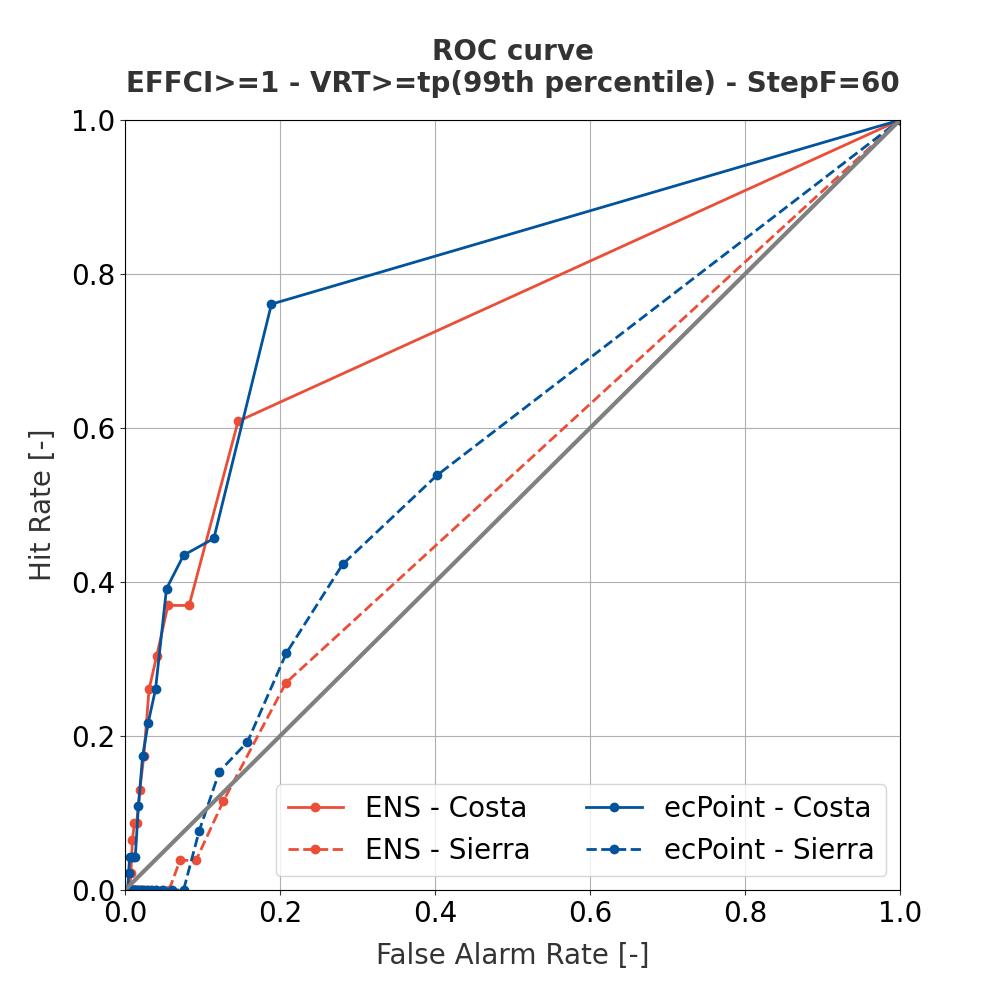 ROC curve
EFFCI>=1 - VRT>=tp(99th percentile) - StepF=60
1.0
0.8
0.6
0.4
0.2
0.0
Hit Rate [-]
ENS - Costa
ENS - Sierra
ecPoint - Costa
ecPoint - Sierra
0.0 0.2 0.4 0.6 0.8 1.0
False Alarm Rate [-]